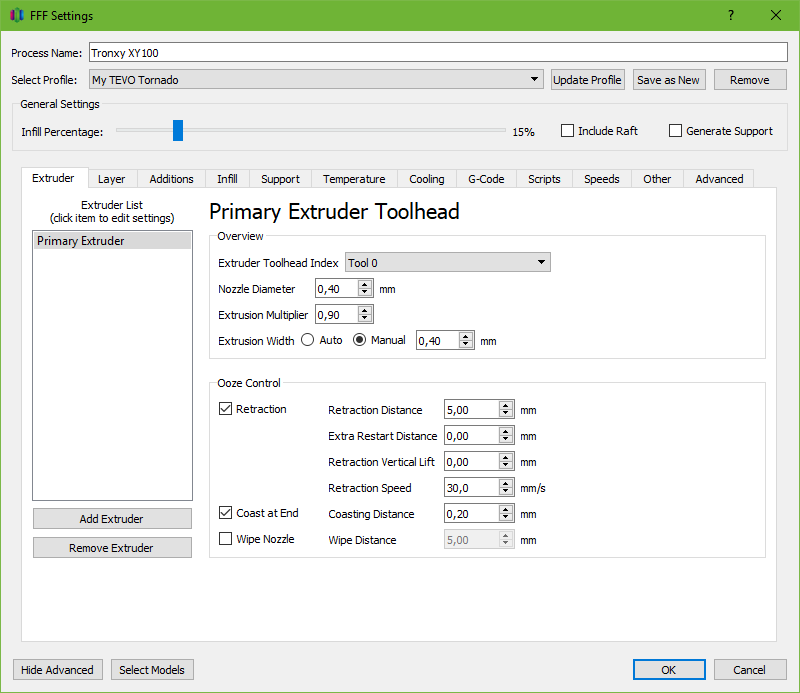 FFF Settings
?
Process Name: Tronxy XY100
Select Profile: My TEVO Tornado Update Profile Save as New Remove
General Settings
Infill Percentage: 15% Include Raft Generate Support
Extruder Layer Additions Infill Support Temperature Cooling G-Code Scripts Speeds Other Advanced
Extruder List
(click item to edit settings)
Primary Extruder
Add Extruder
Remove Extruder
Primary Extruder Toolhead
Overview
Extruder Toolhead Index Tool 0
Nozzle Diameter 0,40 mm
Extrusion Multiplier 0,90
Extrusion Width Auto Manual 0,40 mm
Ooze Control
Retraction Retraction Distance 5,00 mm
Extra Restart Distance 0,00 mm
Retraction Vertical Lift 0,00 mm
Retraction Speed 30,0 mm/s
Coast at End Coasting Distance 0,20 mm
Wipe Nozzle Wipe Distance 5,00 mm
Hide Advanced Select Models OK Cancel